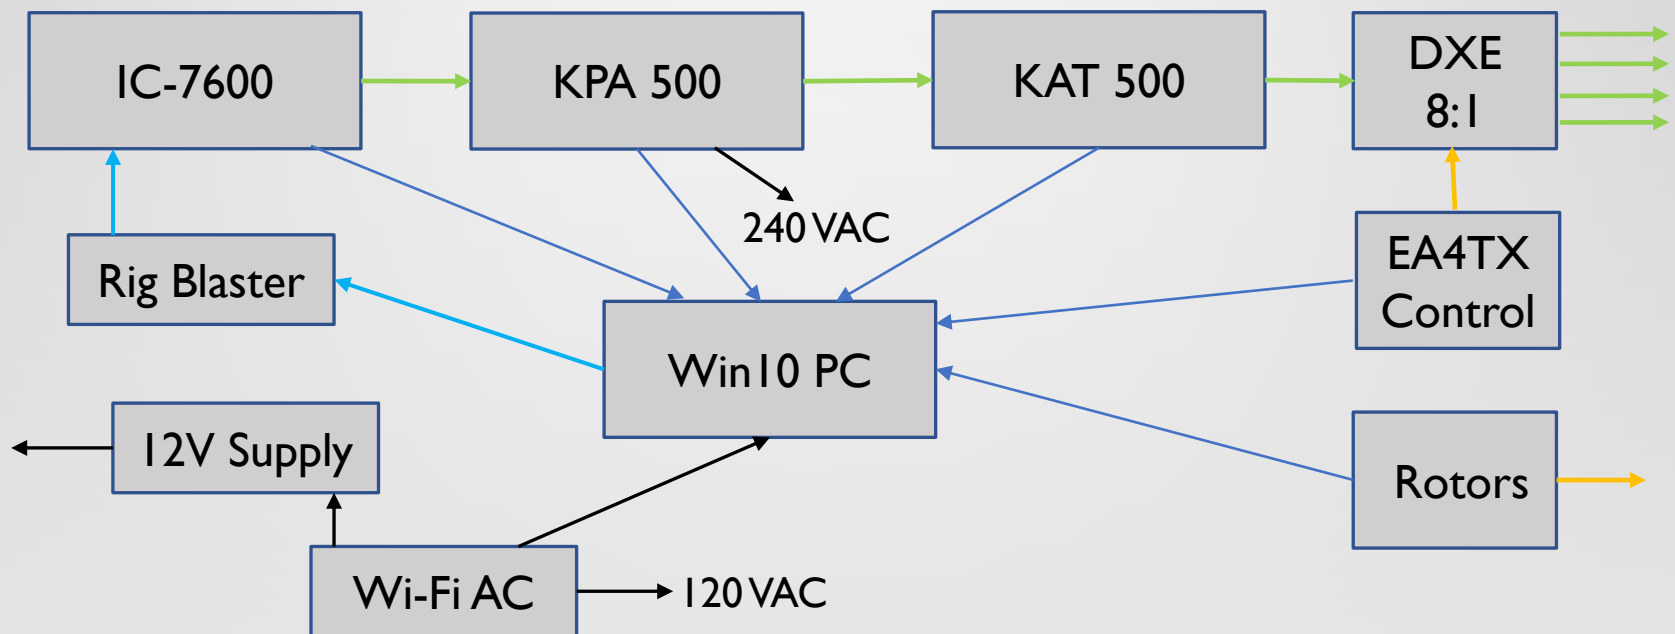 IC-7600
KPA 500
KAT 500
DXE
8:1
240 VAC
Rig Blaster
EA4TX
Control
Win10 PC
12V Supply
Rotors
Wi-Fi AC
120 VAC